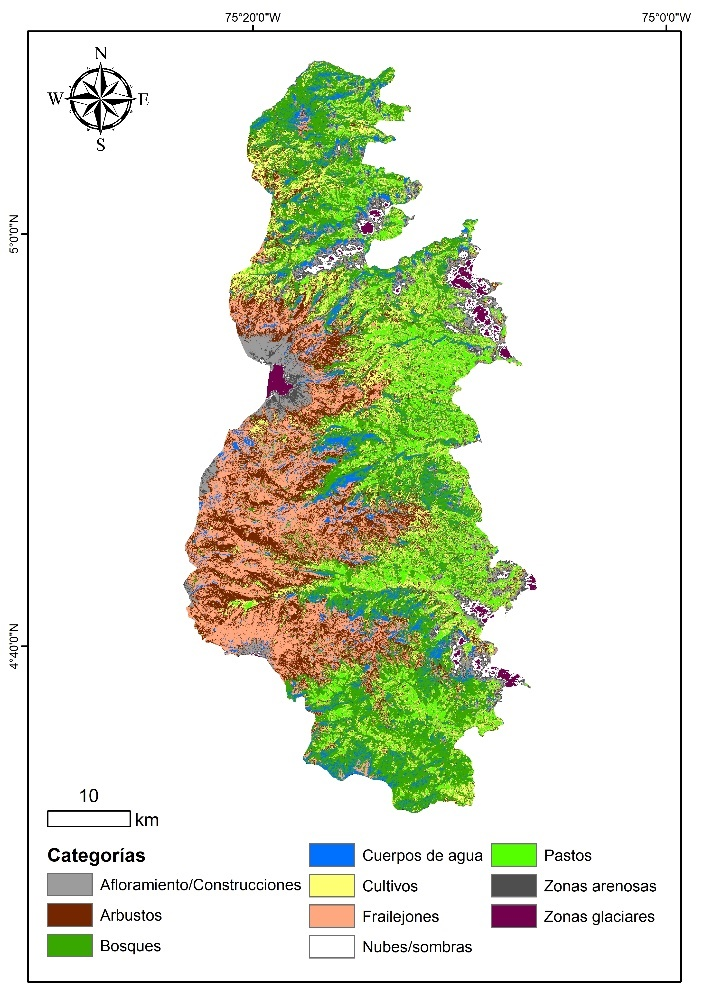 75°20'0"W
75°0'0"W
N
W
E
S
5°0'0"N
4°40'0"N
10
km
Categorías
Afloramiento/Construcciones
Arbustos
Bosques
Cuerpos de agua
Cultivos
Frailejones
Nubes/sombras
Pastos
Zonas arenosas
Zonas glaciares